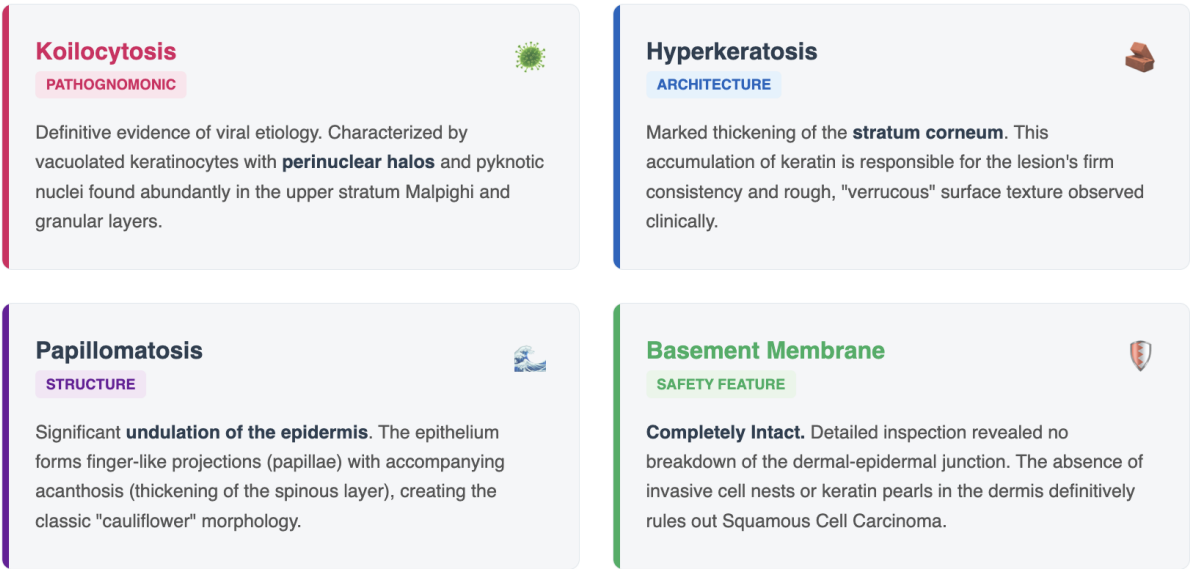 Koilocytosis
PATHOGNOMONIC
Definitive evidence of viral etiology. Characterized by
vacuolated keratinocytes with perinuclear halos and pyknotic
nuclei found abundantly in the upper stratum Malpighi and
granular layers.
Hyperkeratosis
ARCHITECTURE
Marked thickening of the stratum corneum. This
accumulation of keratin is responsible for the lesion's firm
consistency and rough, "verrucous" surface texture observed
clinically.
Papillomatosis
STRUCTURE
Significant undulation of the epidermis. The epithelium
forms finger-like projections (papillae) with accompanying
acanthosis (thickening of the spinous layer), creating the
classic "cauliflower" morphology.
Basement Membrane
SAFETY FEATURE
Completely Intact. Detailed inspection revealed no
breakdown of the dermal-epidermal junction. The absence of
invasive cell nests or keratin pearls in the dermis definitively
rules out Squamous Cell Carcinoma.